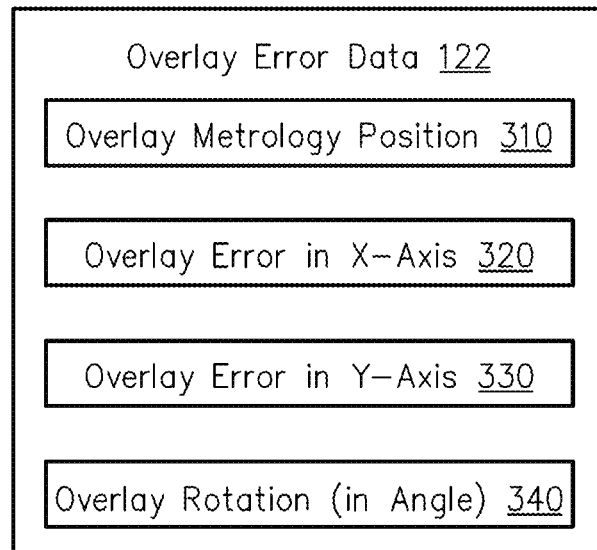 Overlay Error Data 122
Overlay Metrology Position 310
Overlay Error in X-Axis 320
Overlay Error in Y-Axis 330
Overlay Rotation (in Angle) 340